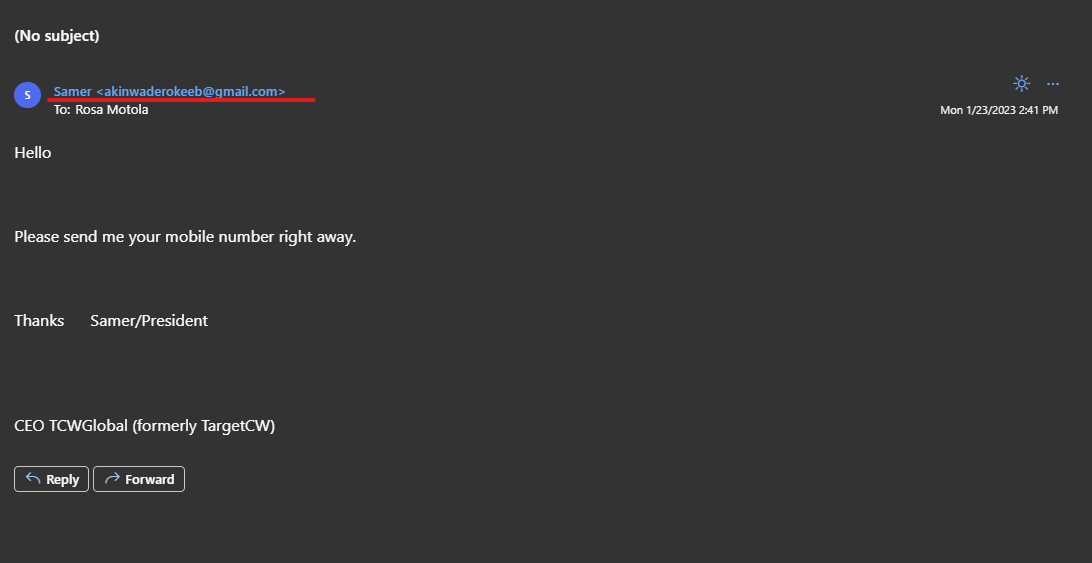 (No subject)
S
Samer <akinwaderokeeb@gmail.com>
To: Rosa Motola
Mon 1/23/2023 2:41 PM
Hello
Please send me your mobile number right away.
Thanks Samer/President
CEO TCWGlobal (formerly TargetCW)
Reply Forward